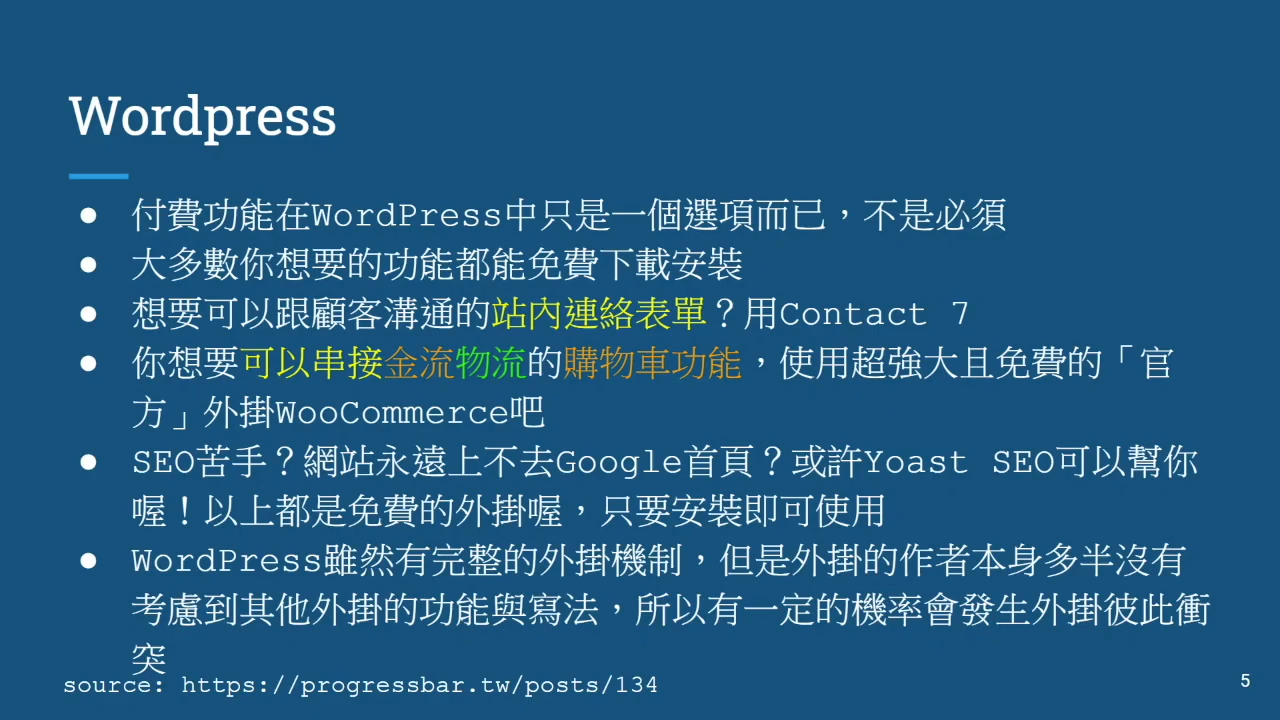 Wordpress
● 付費功能在WordPress中只是一個選項而已，不是必須
● 大多數你想要的功能都能免費下載安裝
● 想要可以跟顧客溝通的站內連絡表單？用Contact 7
● 你想要可以串接金流物流的購物車功能，使用超強大且免費的「官
方」外掛WooCommerce吧
● SEO苦手？網站永遠上不去Google首頁？或許Yoast SEO可以幫你
喔！以上都是免費的外掛喔，只要安裝即可使用
● WordPress雖然有完整的外掛機制，但是外掛的作者本身多半沒有
考慮到其他外掛的功能與寫法，所以有一定的機率會發生外掛彼此衝
突
source: https://progressbar.tw/posts/134
5